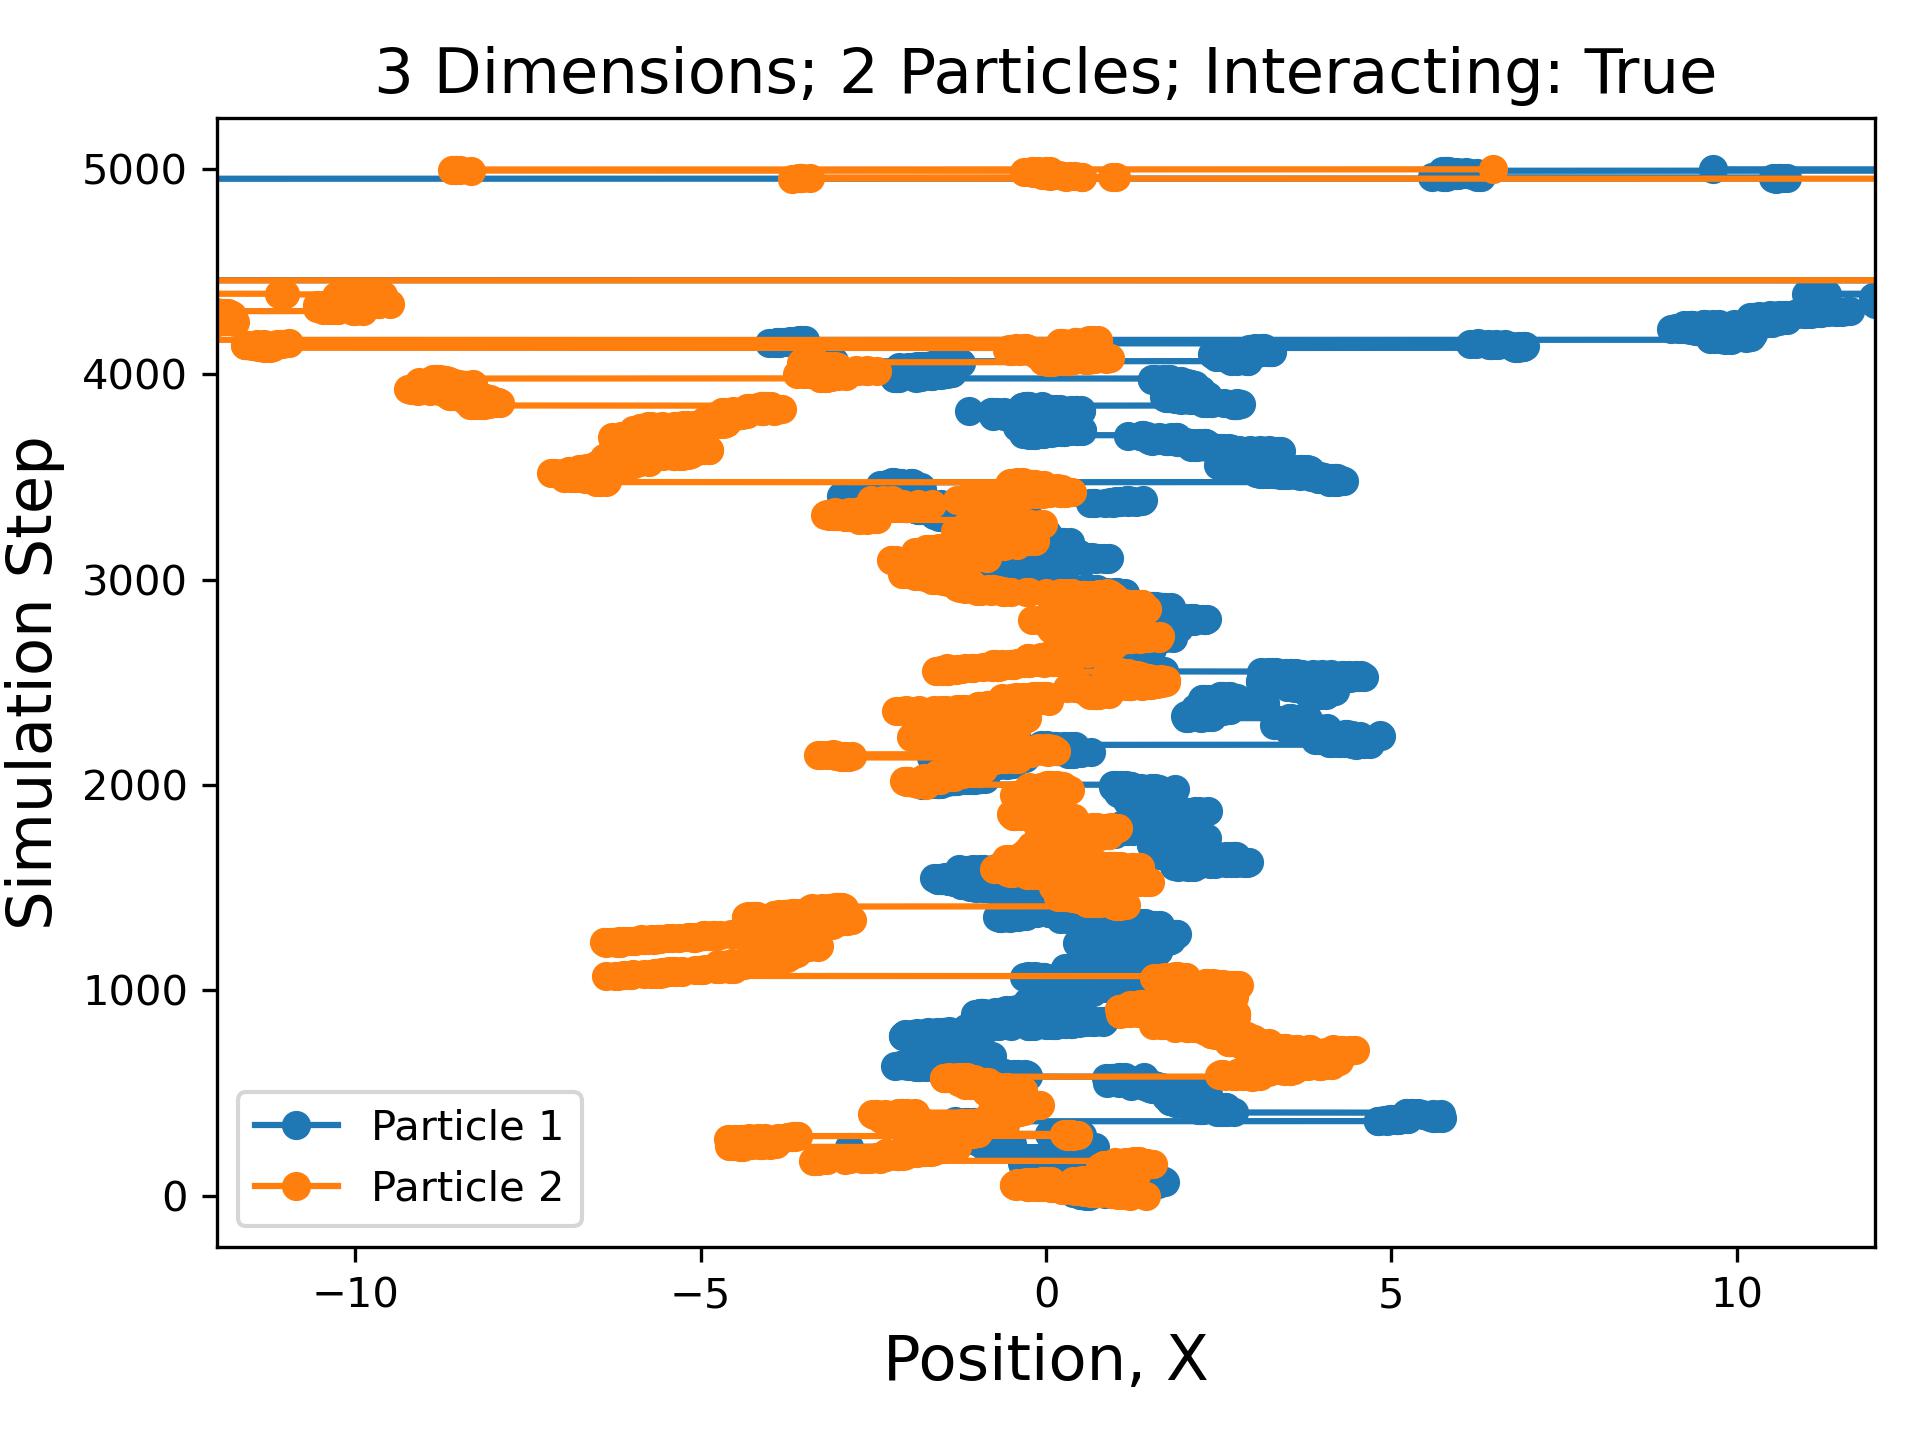 3 Dimensions; 2 Particles; Interacting: True
Simulation Step
5000
4000
3000
2000
1000
0
Particle 1
Particle 2
−10
−5
0
5
10
Position, X